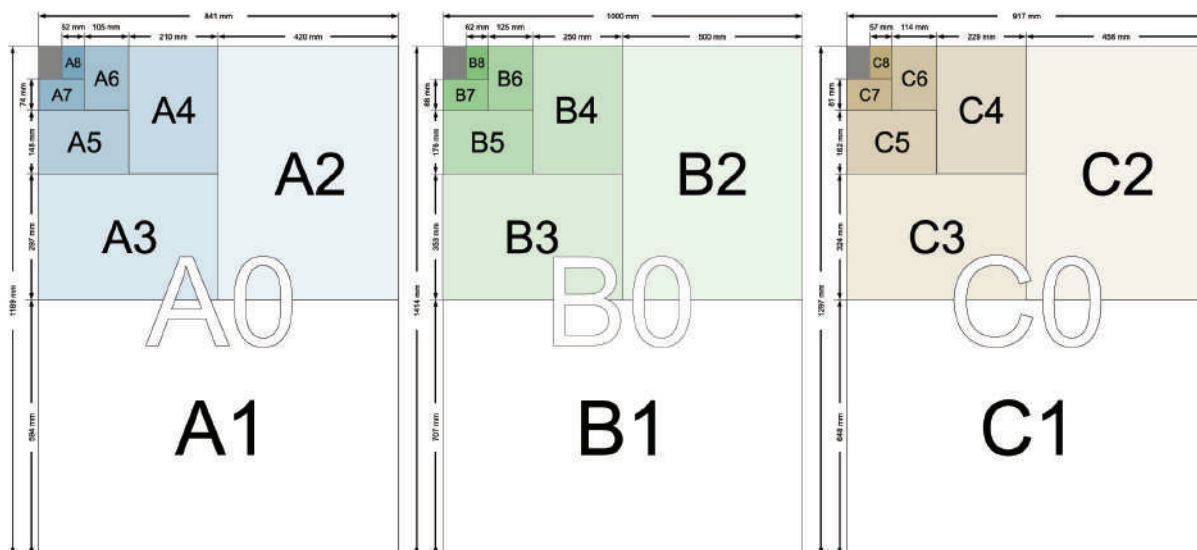 841 mm
52 mm 105 mm
210 mm 420 mm
A8
A6
A7
A4
A5
A2
A3
A0
A1
74 mm
148 mm
297 mm
1189 mm
594 mm
1000 mm
62 mm 125 mm
250 mm 500 mm
B8
B6
B7
B4
B5
B2
B3
B0
B1
88 mm
176 mm
353 mm
1414 mm
707 mm
917 mm
57 mm 114 mm
229 mm 458 mm
C8
C6
C7
C4
C5
C2
C3
C0
C1
81 mm
162 mm
324 mm
1297 mm
648 mm